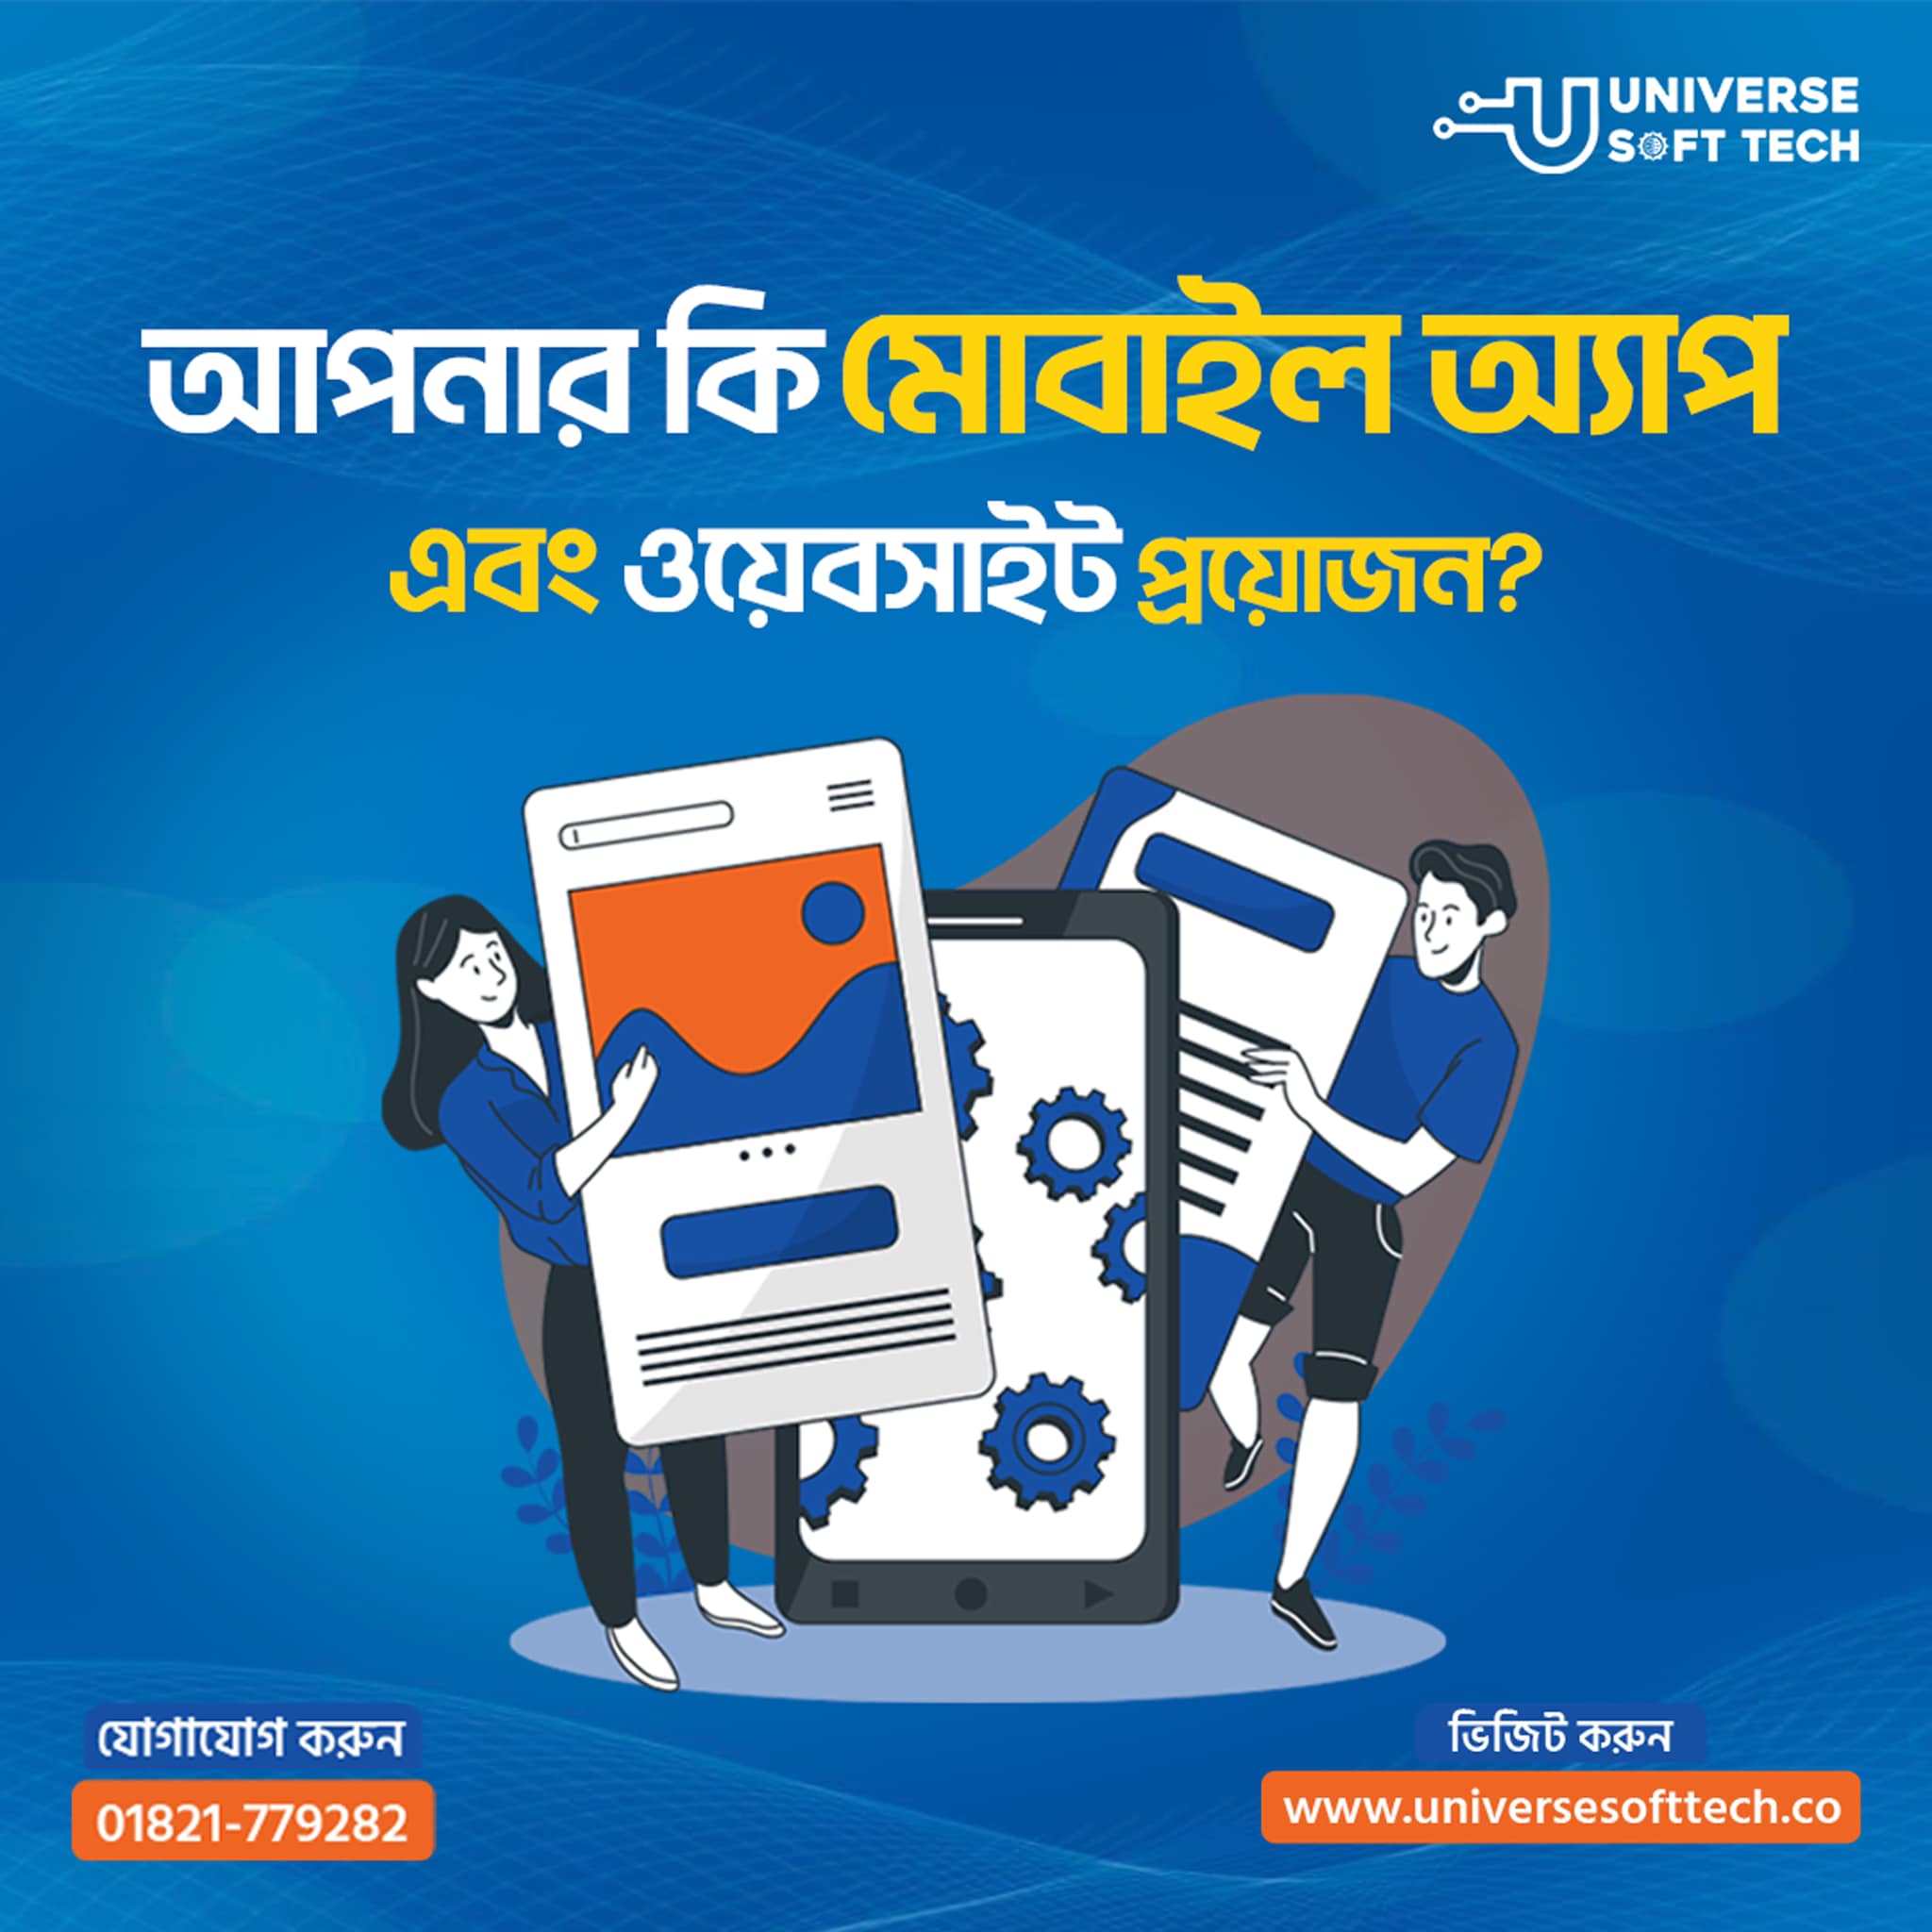 UNIVERSE
SOFT TECH
আপনার কি মোবাইল অ্যাপ
এবং ওয়েবসাইট প্রয়োজন?
যোগাযোগ করুন
01821-779282
ভিজিট করুন
www.universesofttech.co